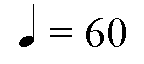 ♩ = 60